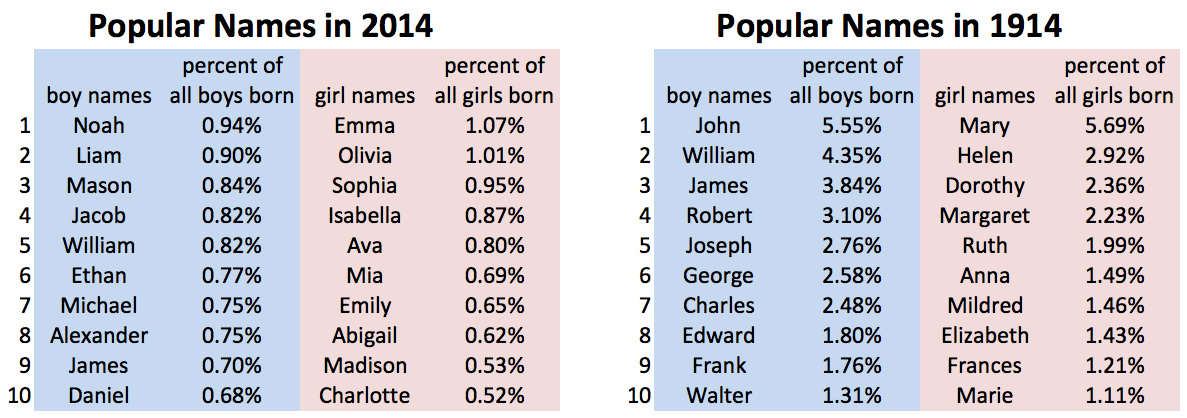 Popular Names in 2014
percent of percent of
boy names all boys born girl names all girls born
1 Noah 0.94% Emma 1.07%
2 Liam 0.90% Olivia 1.01%
3 Mason 0.84% Sophia 0.95%
4 Jacob 0.82% Isabella 0.87%
5 William 0.82% Ava 0.80%
6 Ethan 0.77% Mia 0.69%
7 Michael 0.75% Emily 0.65%
8 Alexander 0.75% Abigail 0.62%
9 James 0.70% Madison 0.53%
10 Daniel 0.68% Charlotte 0.52%
Popular Names in 1914
percent of percent of
boy names all boys born girl names all girls born
1 John 5.55% Mary 5.69%
2 William 4.35% Helen 2.92%
3 James 3.84% Dorothy 2.36%
4 Robert 3.10% Margaret 2.23%
5 Joseph 2.76% Ruth 1.99%
6 George 2.58% Anna 1.49%
7 Charles 2.48% Mildred 1.46%
8 Edward 1.80% Elizabeth 1.43%
9 Frank 1.76% Frances 1.21%
10 Walter 1.31% Marie 1.11%